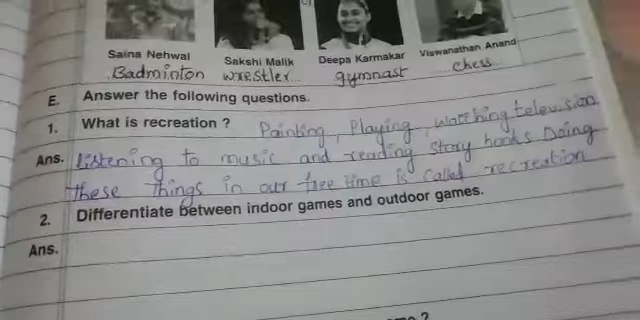 Saina Nehwal Sakshi Malik Deepa Karmakar Viswanathan Anand
Badminton wrestler gymnast chess
E. Answer the following questions.
1. What is recreation ? Painting, Playing, watching television
Ans. listening to music and reading story books Doing
these things in our free time is called recreation
2. Differentiate between indoor games and outdoor games.
Ans.